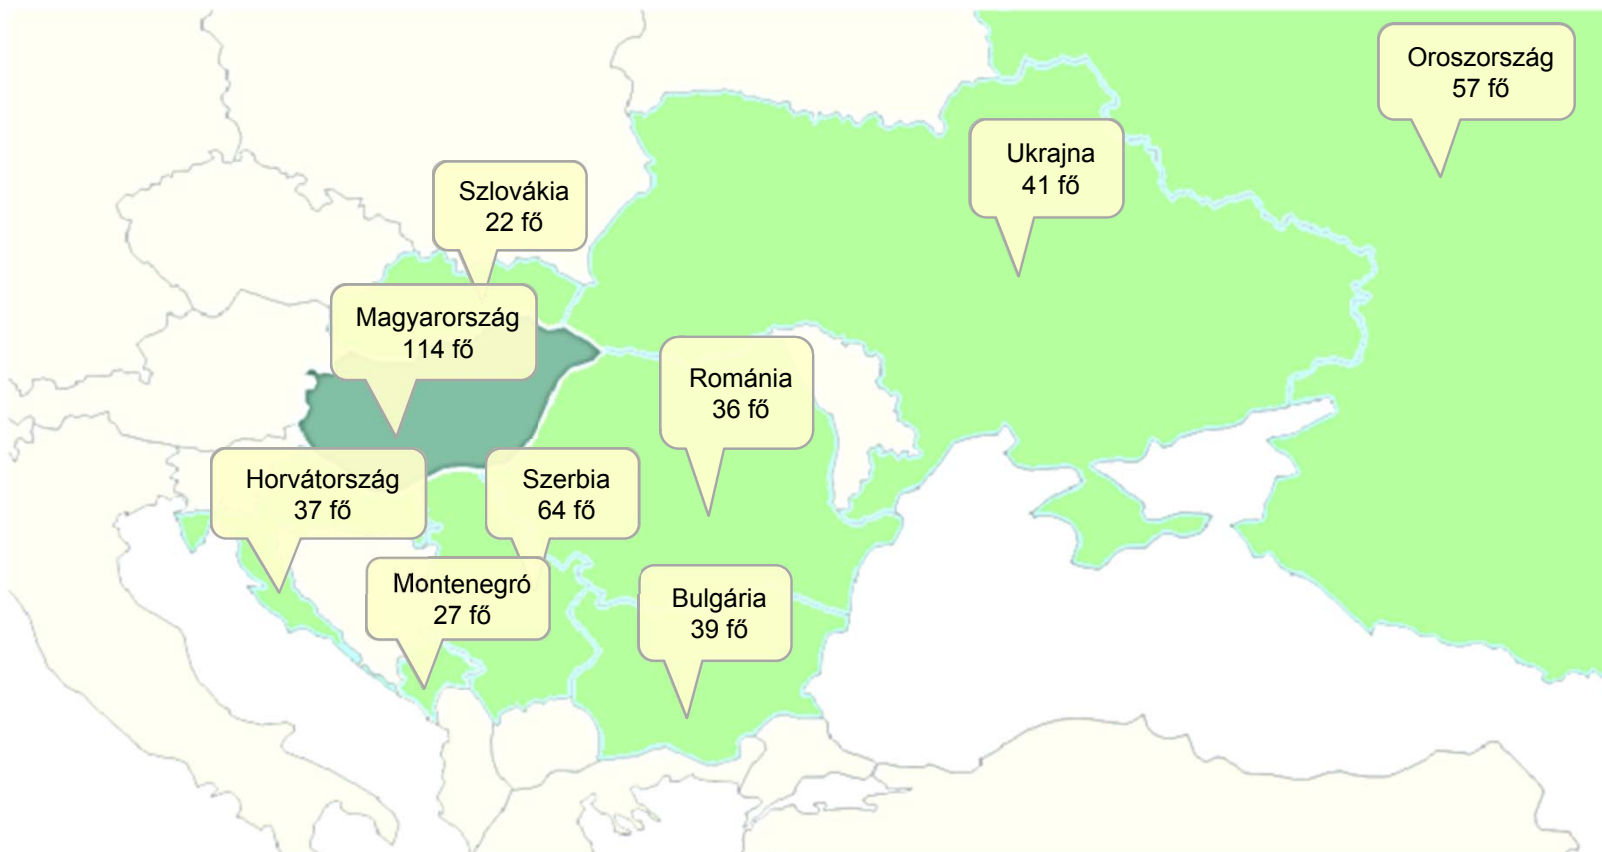 Oroszország
57 fő
Ukrajna
41 fő
Szlovákia
22 fő
Magyarország
114 fő
Románia
36 fő
Horvátország
37 fő
Szerbia
64 fő
Montenegró
27 fő
Bulgária
39 fő